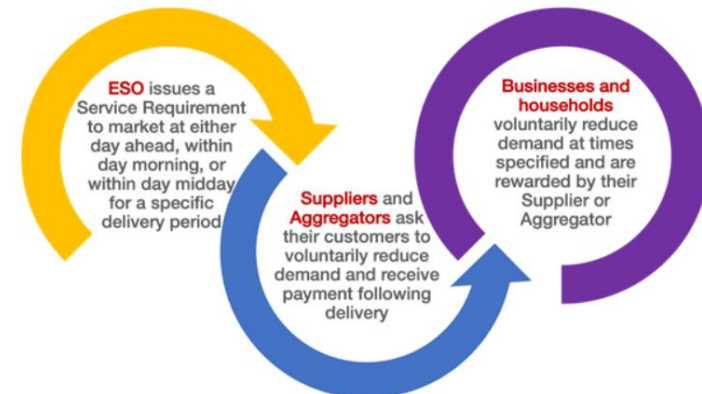 ESO issues a
Service Requirement
to market at either
day ahead, within
day morning, or
within day midday
for a specific
delivery period
Suppliers and
Aggregators ask
their customers to
voluntarily reduce
demand and receive
payment following
delivery
Businesses and
households
voluntarily reduce
demand at times
specified and are
rewarded by their
Supplier or
Aggregator